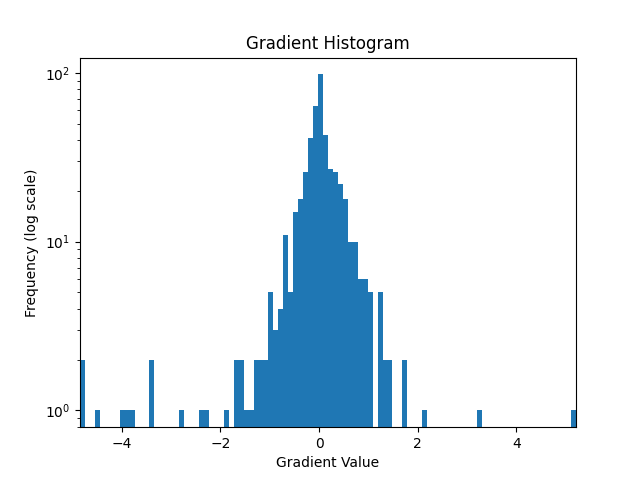 Gradient Histogram
Frequency (log scale)
10²
10¹
10⁰
−4 −2 0 2 4
Gradient Value